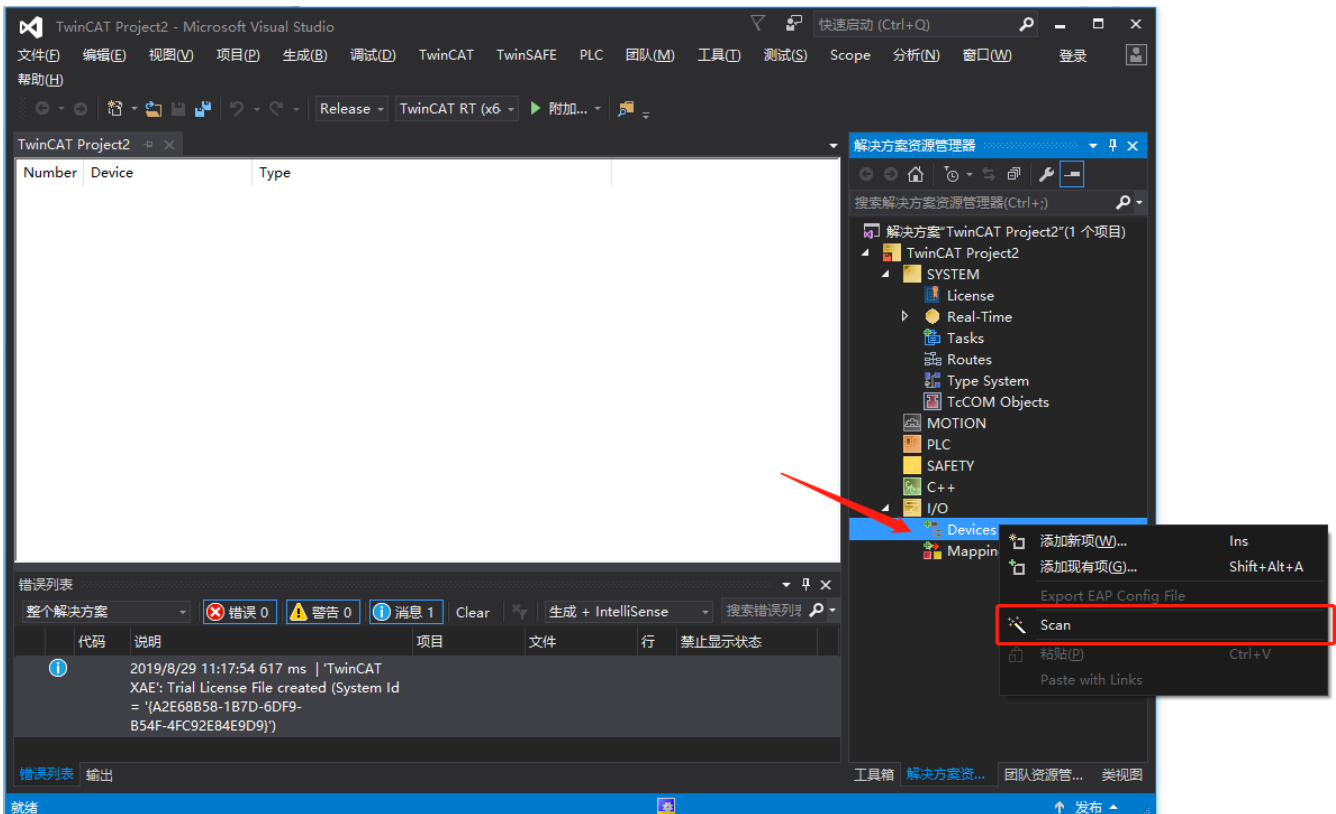 TwinCAT Project2 - Microsoft Visual Studio
快速启动 (Ctrl+Q)
文件(F) 编辑(E) 视图(V) 项目(P) 生成(B) 调试(D) TwinCAT TwinSAFE PLC 团队(M) 工具(T) 测试(S) Scope 分析(N) 窗口(W) 登录
帮助(H)
Release TwinCAT RT (x6 附加...
TwinCAT Project2
Number Device Type
解决方案资源管理器
搜索解决方案资源管理器(Ctrl+;)
解决方案"TwinCAT Project2"(1 个项目)
TwinCAT Project2
SYSTEM
License
Real-Time
Tasks
Routes
Type System
TcCOM Objects
MOTION
PLC
SAFETY
C++
I/O
Devices
Mappin
添加新项(W)... Ins
添加现有项(G)... Shift+Alt+A
Export EAP Config File
Scan
粘贴(P) Ctrl+V
Paste with Links
错误列表
整个解决方案 错误 0 警告 0 消息 1 Clear 生成 + IntelliSense 搜索错误列表
代码 说明 项目 文件 行 禁止显示状态
2019/8/29 11:17:54 617 ms | 'TwinCAT
XAE': Trial License File created (System Id
= '{A2E68B58-1B7D-6DF9-
B54F-4FC92E84E9D9}')
错误列表 输出
工具箱 解决方案资... 团队资源管... 类视图
就绪 发布